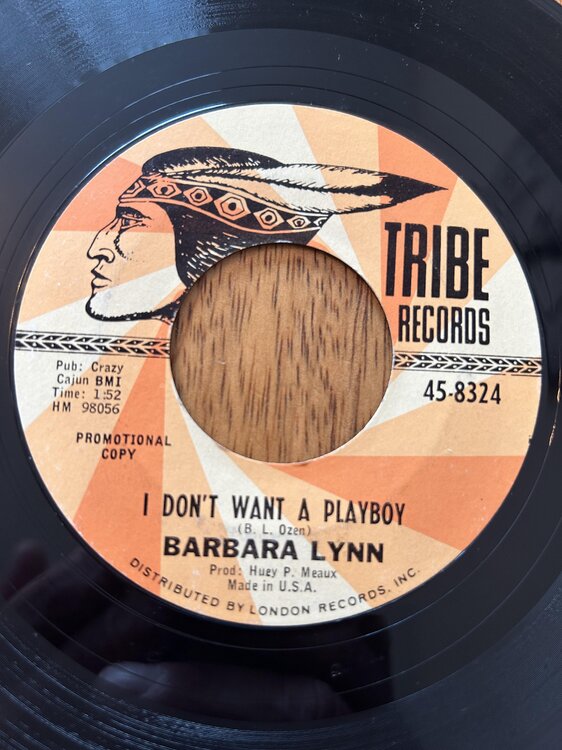 TRIBE
RECORDS
45-8324
Pub: Crazy
Cajun BMI
Time: 1:52
HM 98056
PROMOTIONAL
COPY
I DON'T WANT A PLAYBOY
(B. L. Ozen)
BARBARA LYNN
Prod: Huey P. Meaux
Made in U.S.A.
DISTRIBUTED BY LONDON RECORDS, INC.